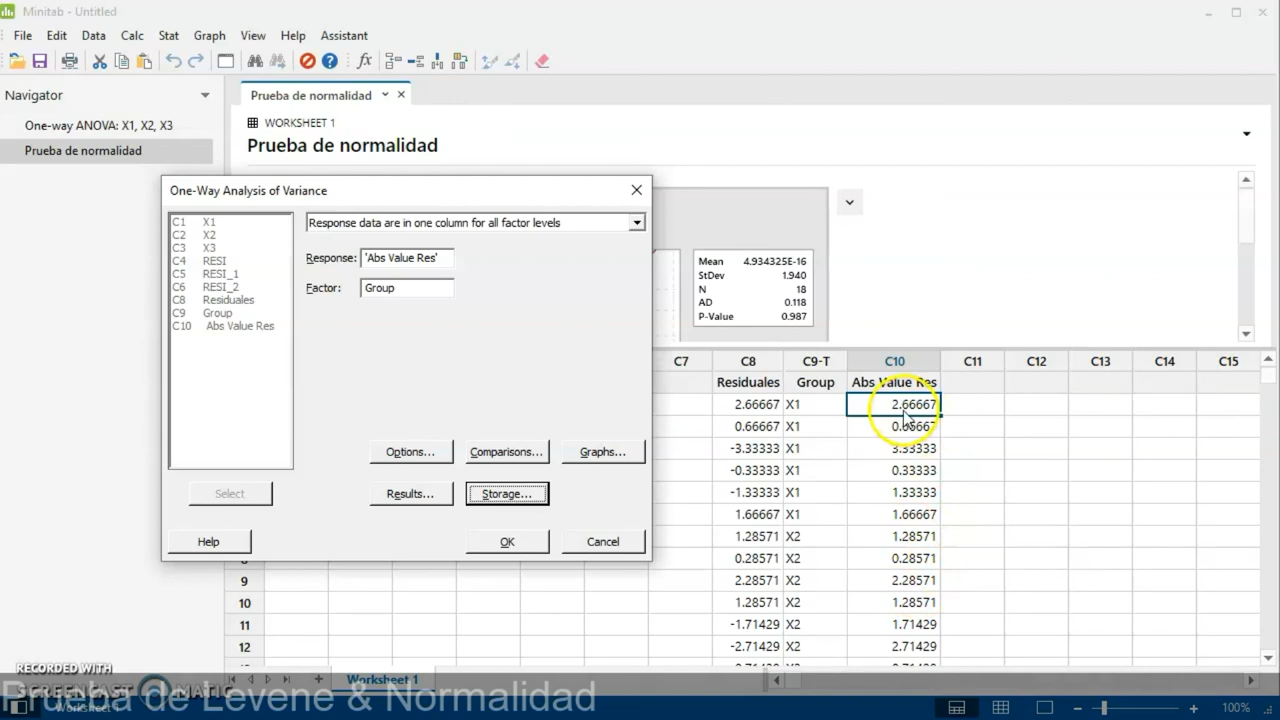 Minitab - Untitled
File Edit Data Calc Stat Graph View Help Assistant
fx
Navigator
One-way ANOVA: X1, X2, X3
Prueba de normalidad
Prueba de normalidad
WORKSHEET 1
Prueba de normalidad
Mean 4.934325E-16
StDev 1.940
N 18
AD 0.118
P-Value 0.987
One-Way Analysis of Variance
C1 X1
C2 X2
C3 X3
C4 RESI
C5 RESI_1
C6 RESI_2
C8 Residuales
C9 Group
C10 Abs Value Res
Response data are in one column for all factor levels
Response: 'Abs Value Res'
Factor: Group
Options... Comparisons... Graphs...
Select Results... Storage...
Help OK Cancel
C7 C8 C9-T C10 C11 C12 C13 C14 C15
Residuales Group Abs Value Res
2.66667 X1 2.66667
0.66667 X1 0.66667
-3.33333 X1 3.33333
-0.33333 X1 0.33333
-1.33333 X1 1.33333
1.66667 X1 1.66667
1.28571 X2 1.28571
0.28571 X2 0.28571
9 2.28571 X2 2.28571
10 1.28571 X2 1.28571
11 -1.71429 X2 1.71429
12 -2.71429 X2 2.71429
Worksheet 1
RECORDED WITH
SCREENCAST MATIC
Prueba de Levene & Normalidad
Worksheet 1
100%